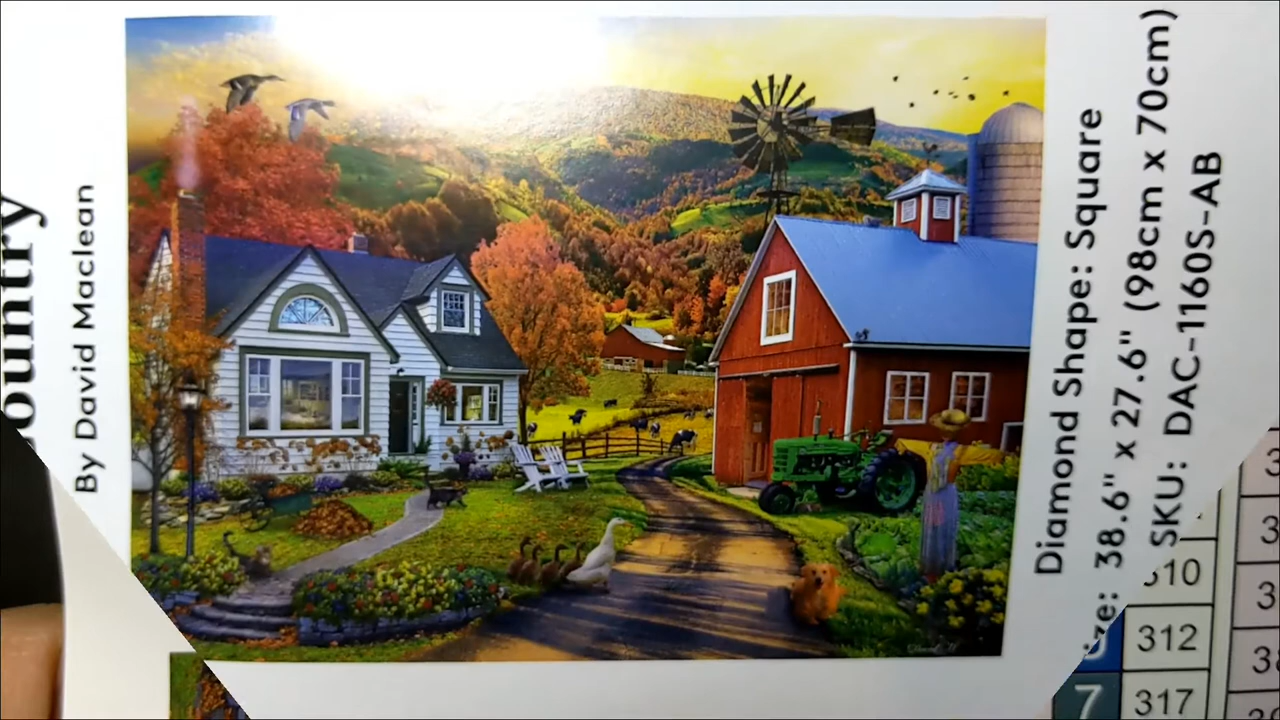 ountry
By David Maclean
Diamond Shape: Square
ize: 38.6" x 27.6" (98cm x 70cm)
SKU: DAC-1160S-AB
310
312
7
317